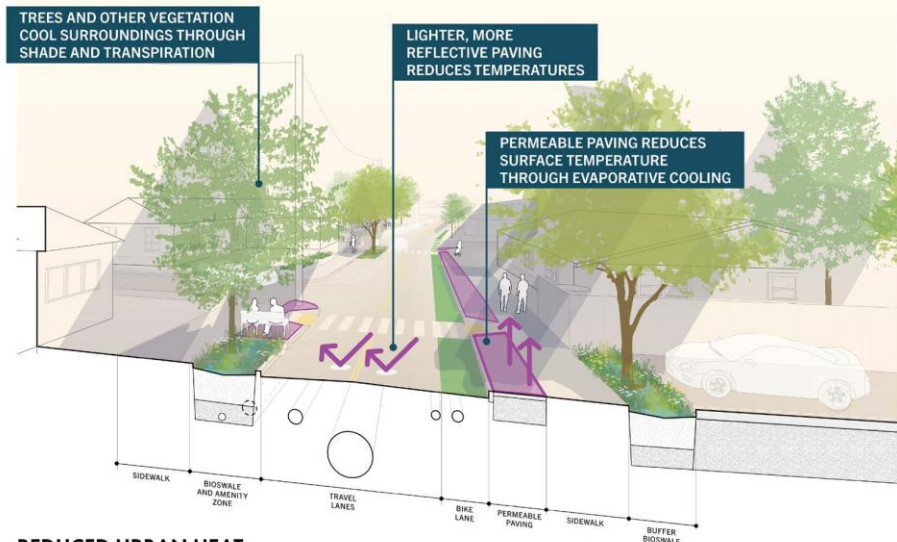 TREES AND OTHER VEGETATION
COOL SURROUNDINGS THROUGH
SHADE AND TRANSPIRATION
LIGHTER, MORE
REFLECTIVE PAVING
REDUCES TEMPERATURES
PERMEABLE PAVING REDUCES
SURFACE TEMPERATURE
THROUGH EVAPORATIVE COOLING
SIDEWALK
BIOSWALE
AND AMENITY
ZONE
TRAVEL
LANES
BIKE
LANE
PERMEABLE
PAVING
SIDEWALK
BUFFER
BIOSWALE
REDUCED URBAN HEAT